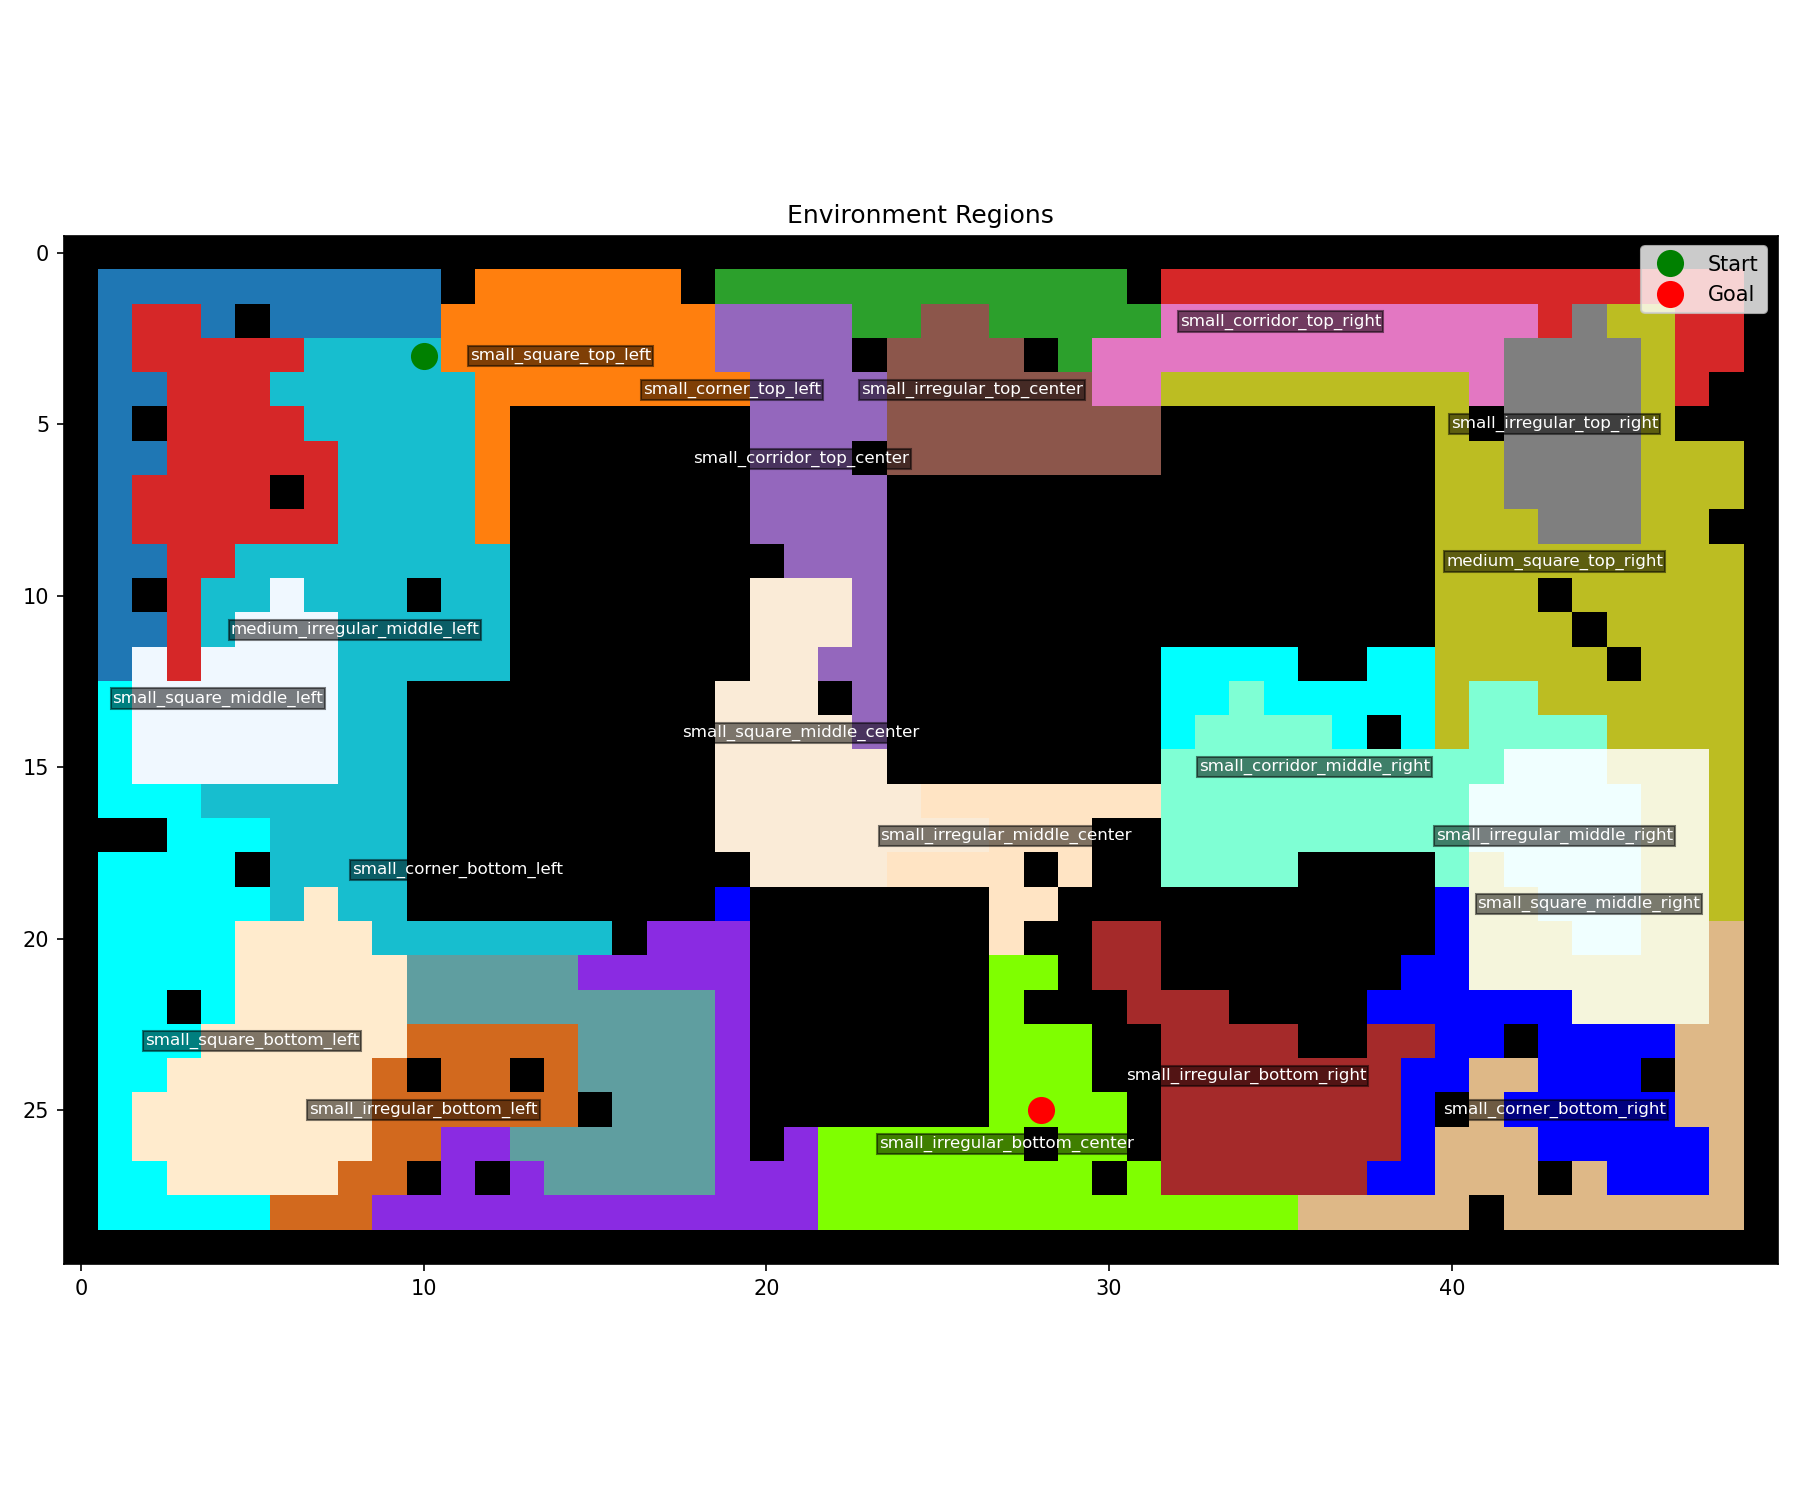 Environment Regions
Start
Goal
small_corridor_top_right
small_square_top_left
small_corner_top_left
small_irregular_top_center
small_irregular_top_right
small_corridor_top_center
medium_square_top_right
medium_irregular_middle_left
small_square_middle_left
small_square_middle_center
small_corridor_middle_right
small_irregular_middle_center
small_irregular_middle_right
small_corner_bottom_left
small_square_middle_right
small_square_bottom_left
small_irregular_bottom_right
small_irregular_bottom_left
small_corner_bottom_right
small_irregular_bottom_center
0
5
10
15
20
25
0
10
20
30
40